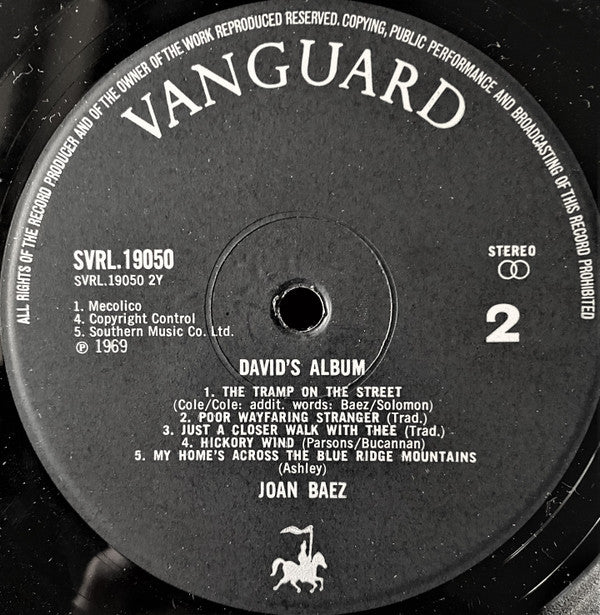 ALL RIGHTS OF THE RECORD PRODUCER AND OF THE OWNER OF THE WORK REPRODUCED RESERVED. COPYING, PUBLIC PERFORMANCE AND BROADCASTING OF THIS RECORD PROHIBITED
VANGUARD
SVRL.19050
SVRL.19050 2Y
1. Mecolico
4. Copyright Control
5. Southern Music Co. Ltd.
℗ 1969
STEREO
2
DAVID'S ALBUM
1. THE TRAMP ON THE STREET
(Cole/Cole: addit. words: Baez/Solomon)
2. POOR WAYFARING STRANGER (Trad.)
3. JUST A CLOSER WALK WITH THEE (Trad.)
4. HICKORY WIND (Parsons/Bucannan)
5. MY HOME'S ACROSS THE BLUE RIDGE MOUNTAINS
(Ashley)
JOAN BAEZ